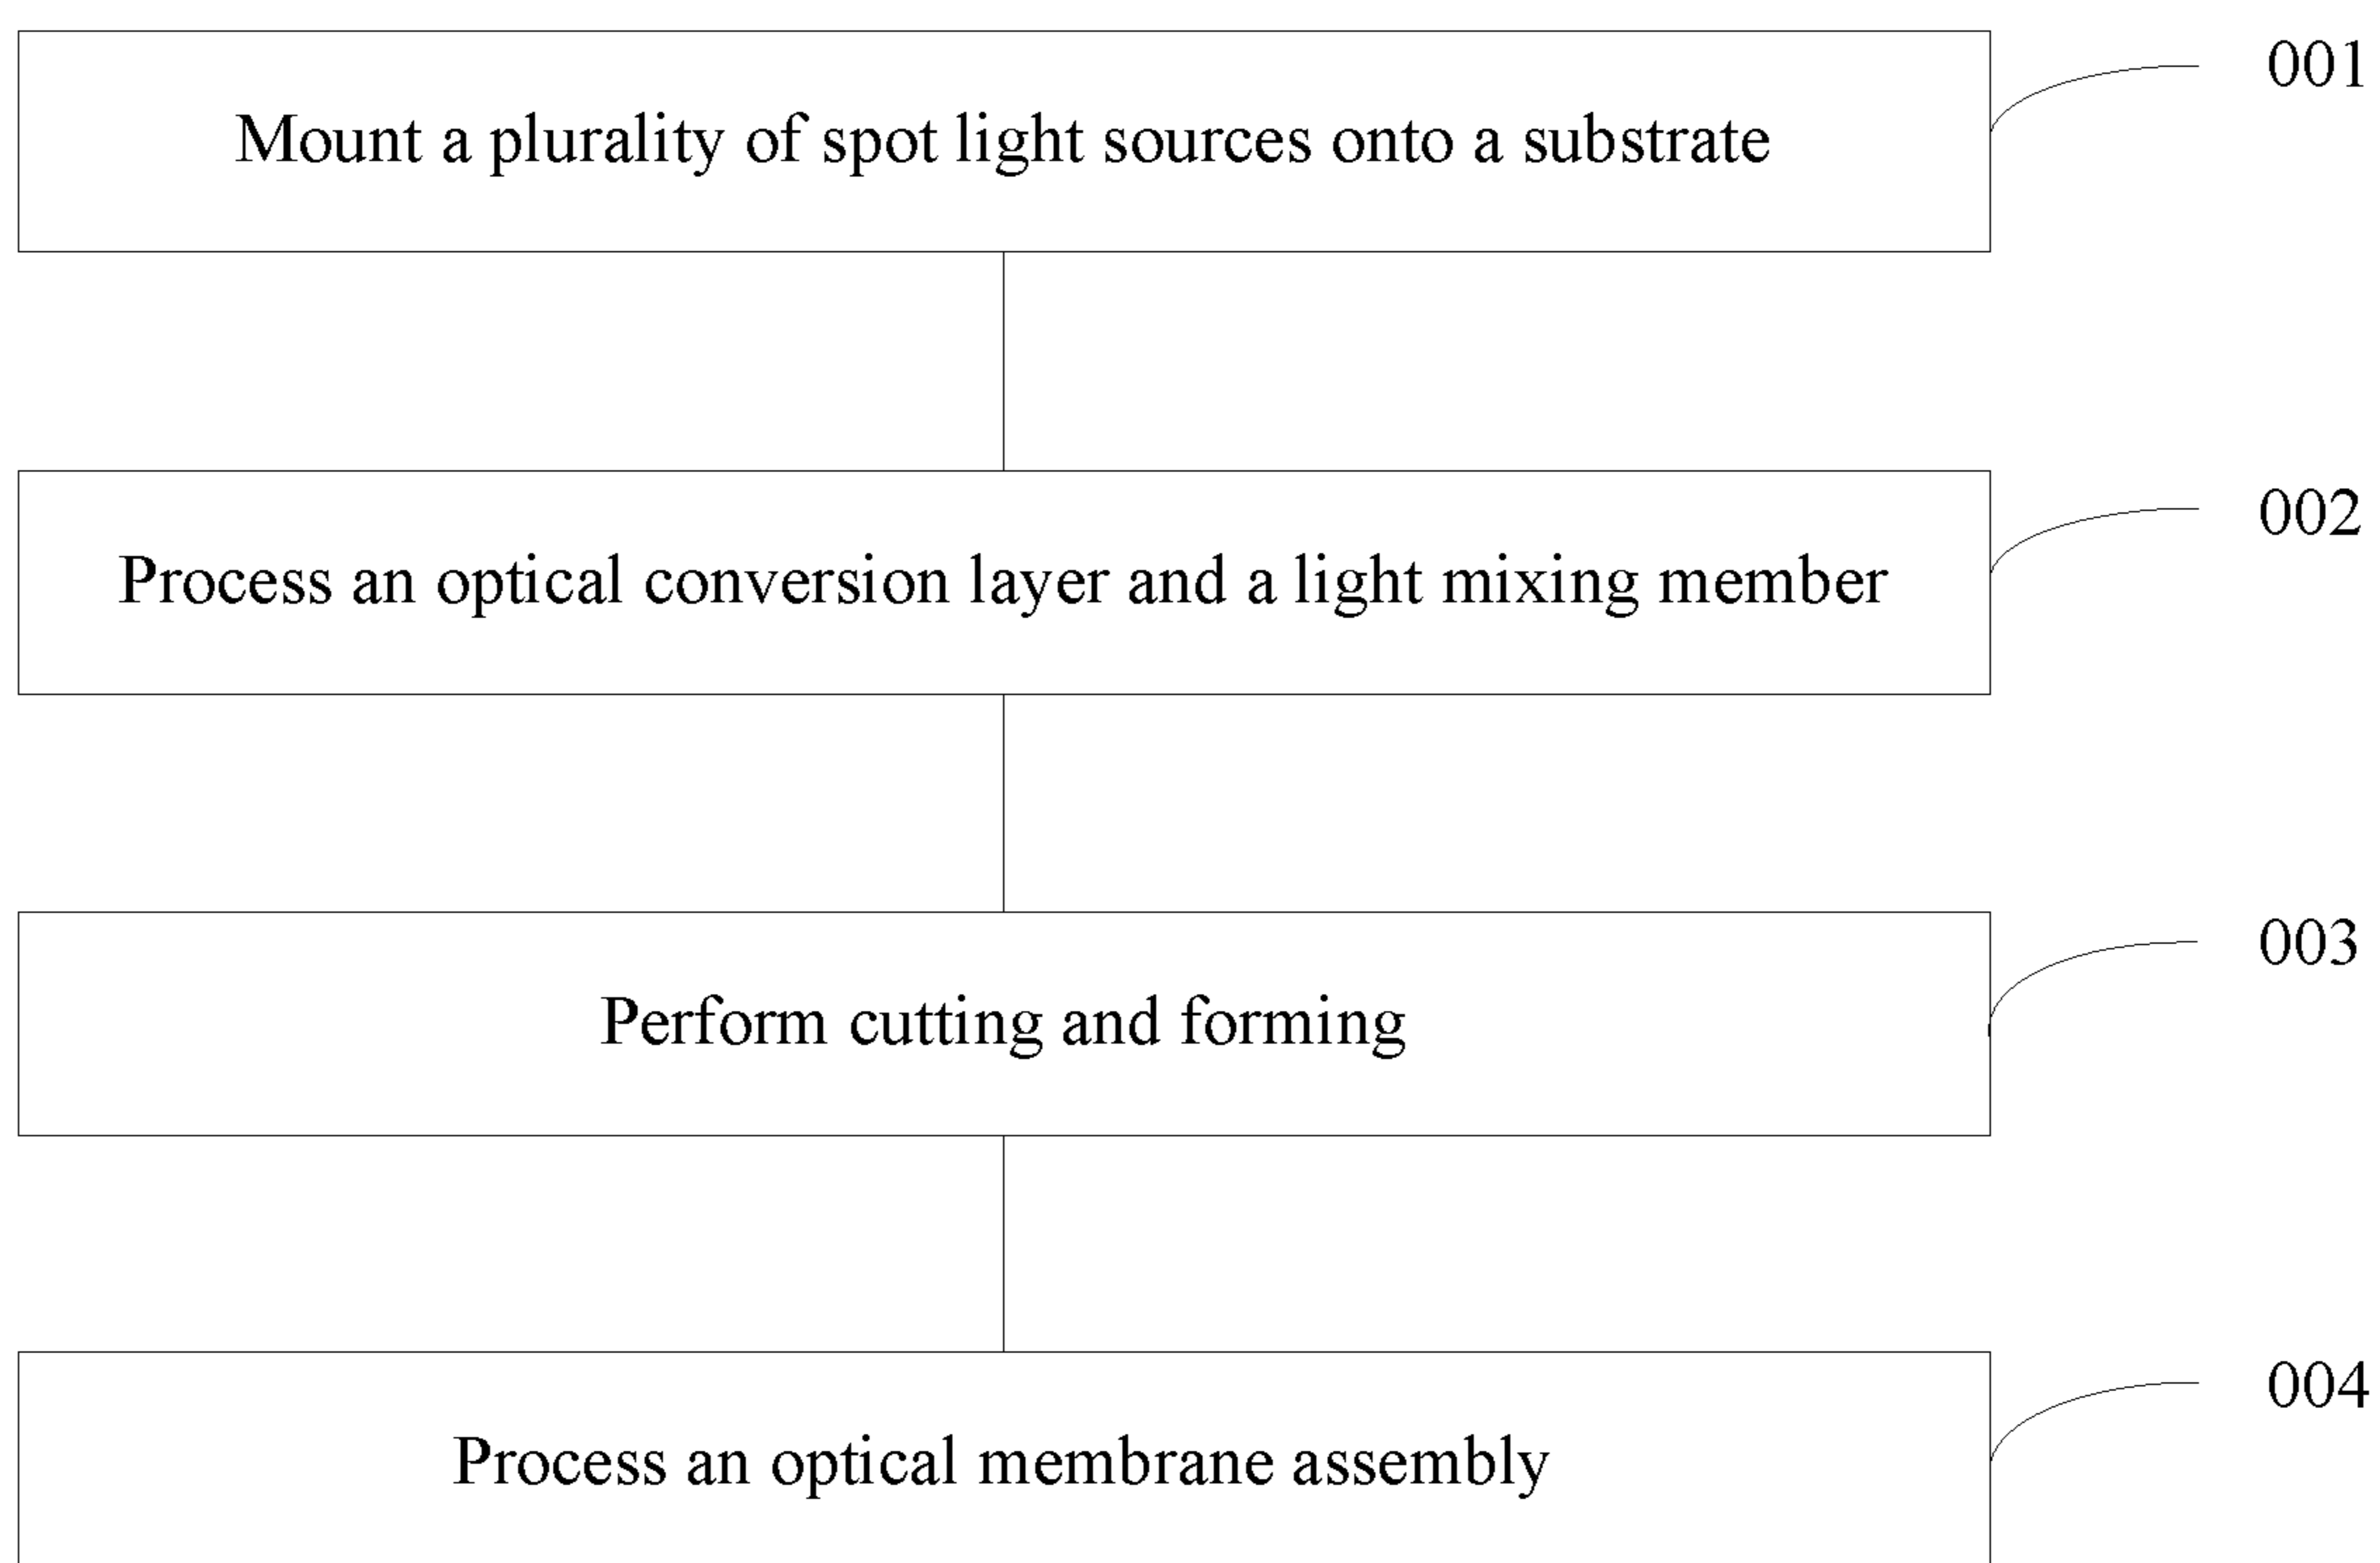 001
Mount a plurality of spot light sources onto a substrate
002
Process an optical conversion layer and a light mixing member
003
Perform cutting and forming
004
Process an optical membrane assembly